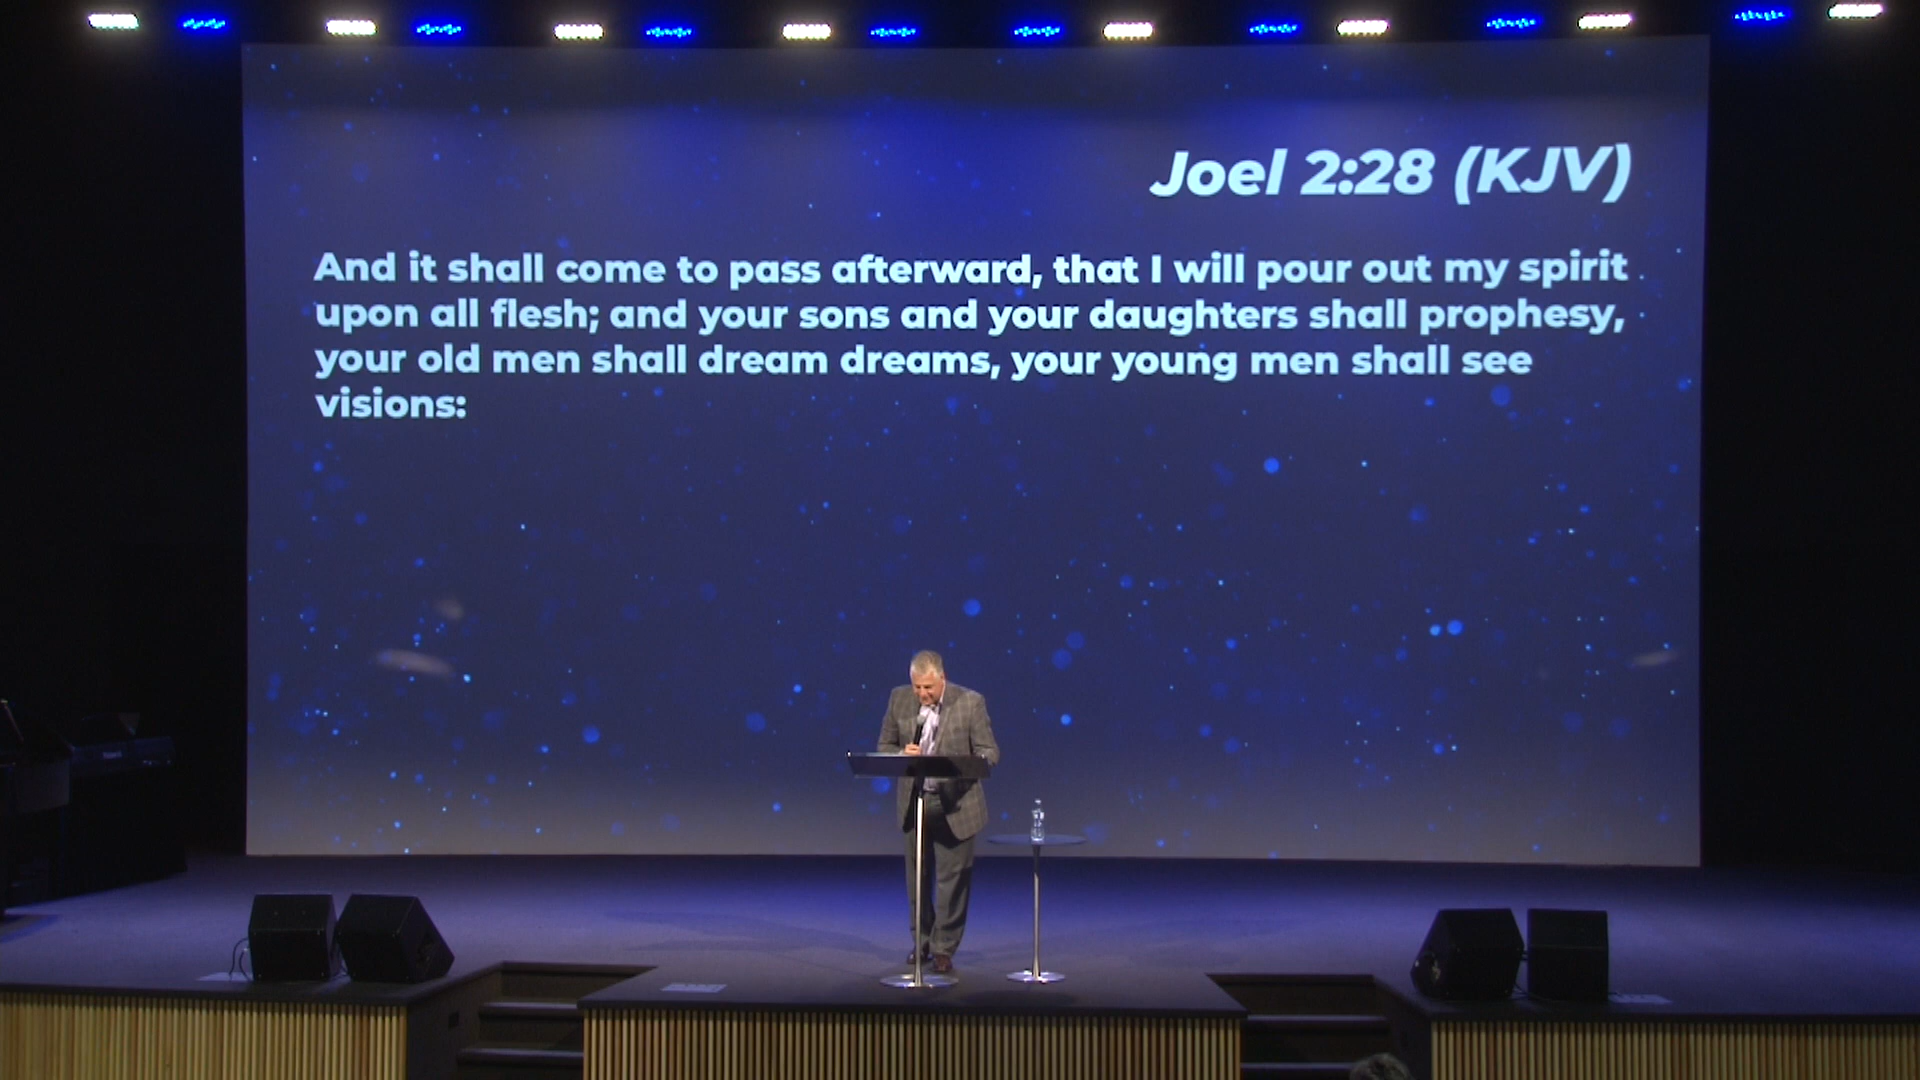 Joel 2:28 (KJV)
And it shall come to pass afterward, that I will pour out my spirit
upon all flesh; and your sons and your daughters shall prophesy,
your old men shall dream dreams, your young men shall see
visions: